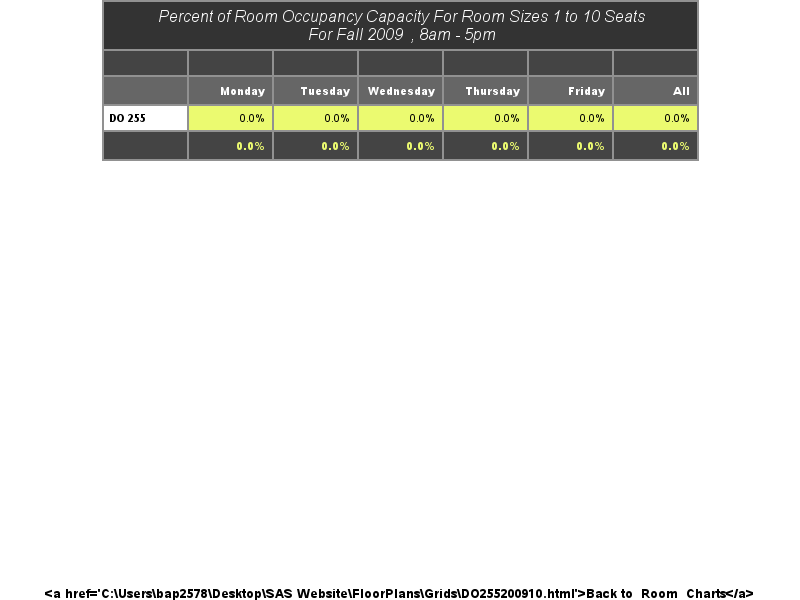 Percent of Room Occupancy Capacity For Room Sizes 1 to 10 Seats
For Fall 2009 , 8am - 5pm
Monday Tuesday Wednesday Thursday Friday All
DO 255 0.0% 0.0% 0.0% 0.0% 0.0% 0.0%
0.0% 0.0% 0.0% 0.0% 0.0% 0.0%
<a href='C:\Users\bap2578\Desktop\SAS Website\FloorPlans\Grids\DO255200910.html'>Back to Room Charts</a>